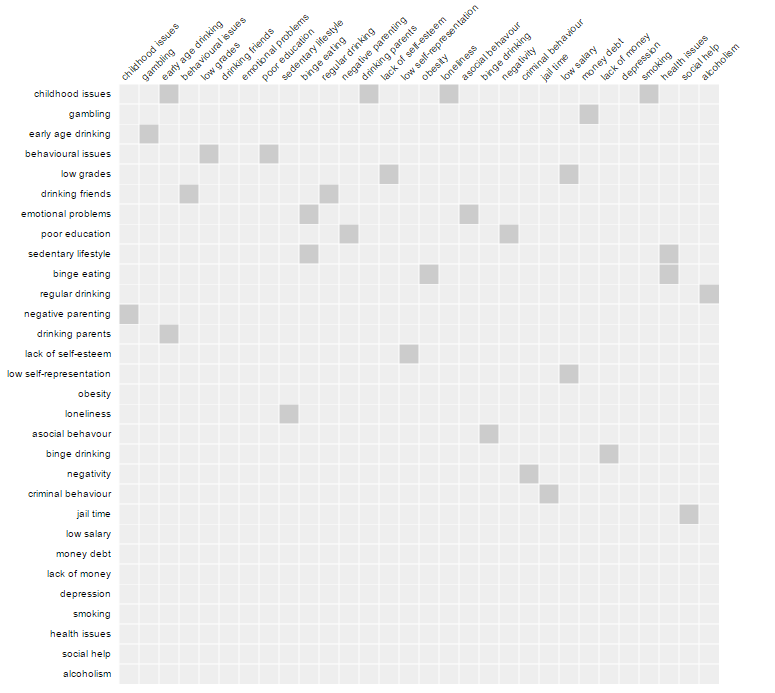 childhood issues
gambling
early age drinking
behavioural issues
low grades
drinking friends
emotional problems
poor education
sedentary lifestyle
binge eating
regular drinking
negative parenting
drinking parents
lack of self-esteem
low self-representation
obesity
loneliness
asocial behavour
binge drinking
negativity
criminal behaviour
jail time
low salary
money debt
lack of money
depression
smoking
health issues
social help
alcoholism
childhood issues
gambling
early age drinking
behavioural issues
low grades
drinking friends
emotional problems
poor education
sedentary lifestyle
binge eating
regular drinking
negative parenting
drinking parents
lack of self-esteem
low self-representation
obesity
loneliness
asocial behavour
binge drinking
negativity
criminal behaviour
jail time
low salary
money debt
lack of money
depression
smoking
health issues
social help
alcoholism